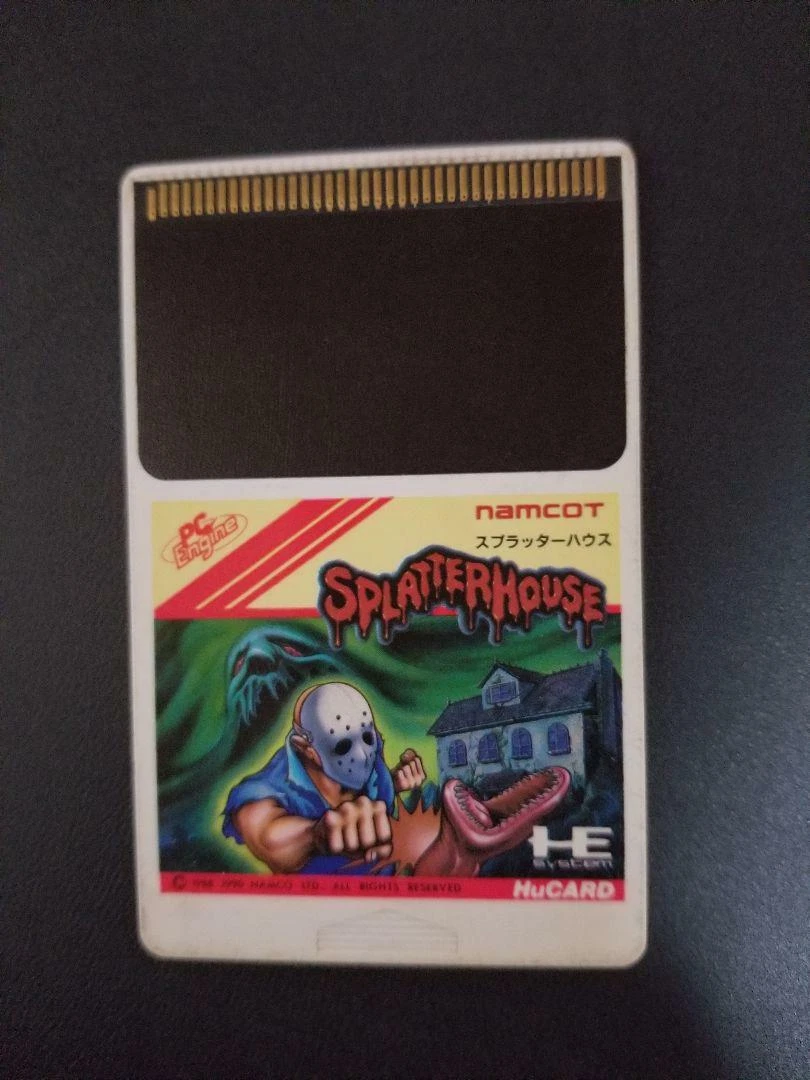 PC
Engine
namcot
スプラッターハウス
SPLATTERHOUSE
HE
SYSTEM
© 1988 1990 NAMCO LTD., ALL RIGHTS RESERVED
HuCARD